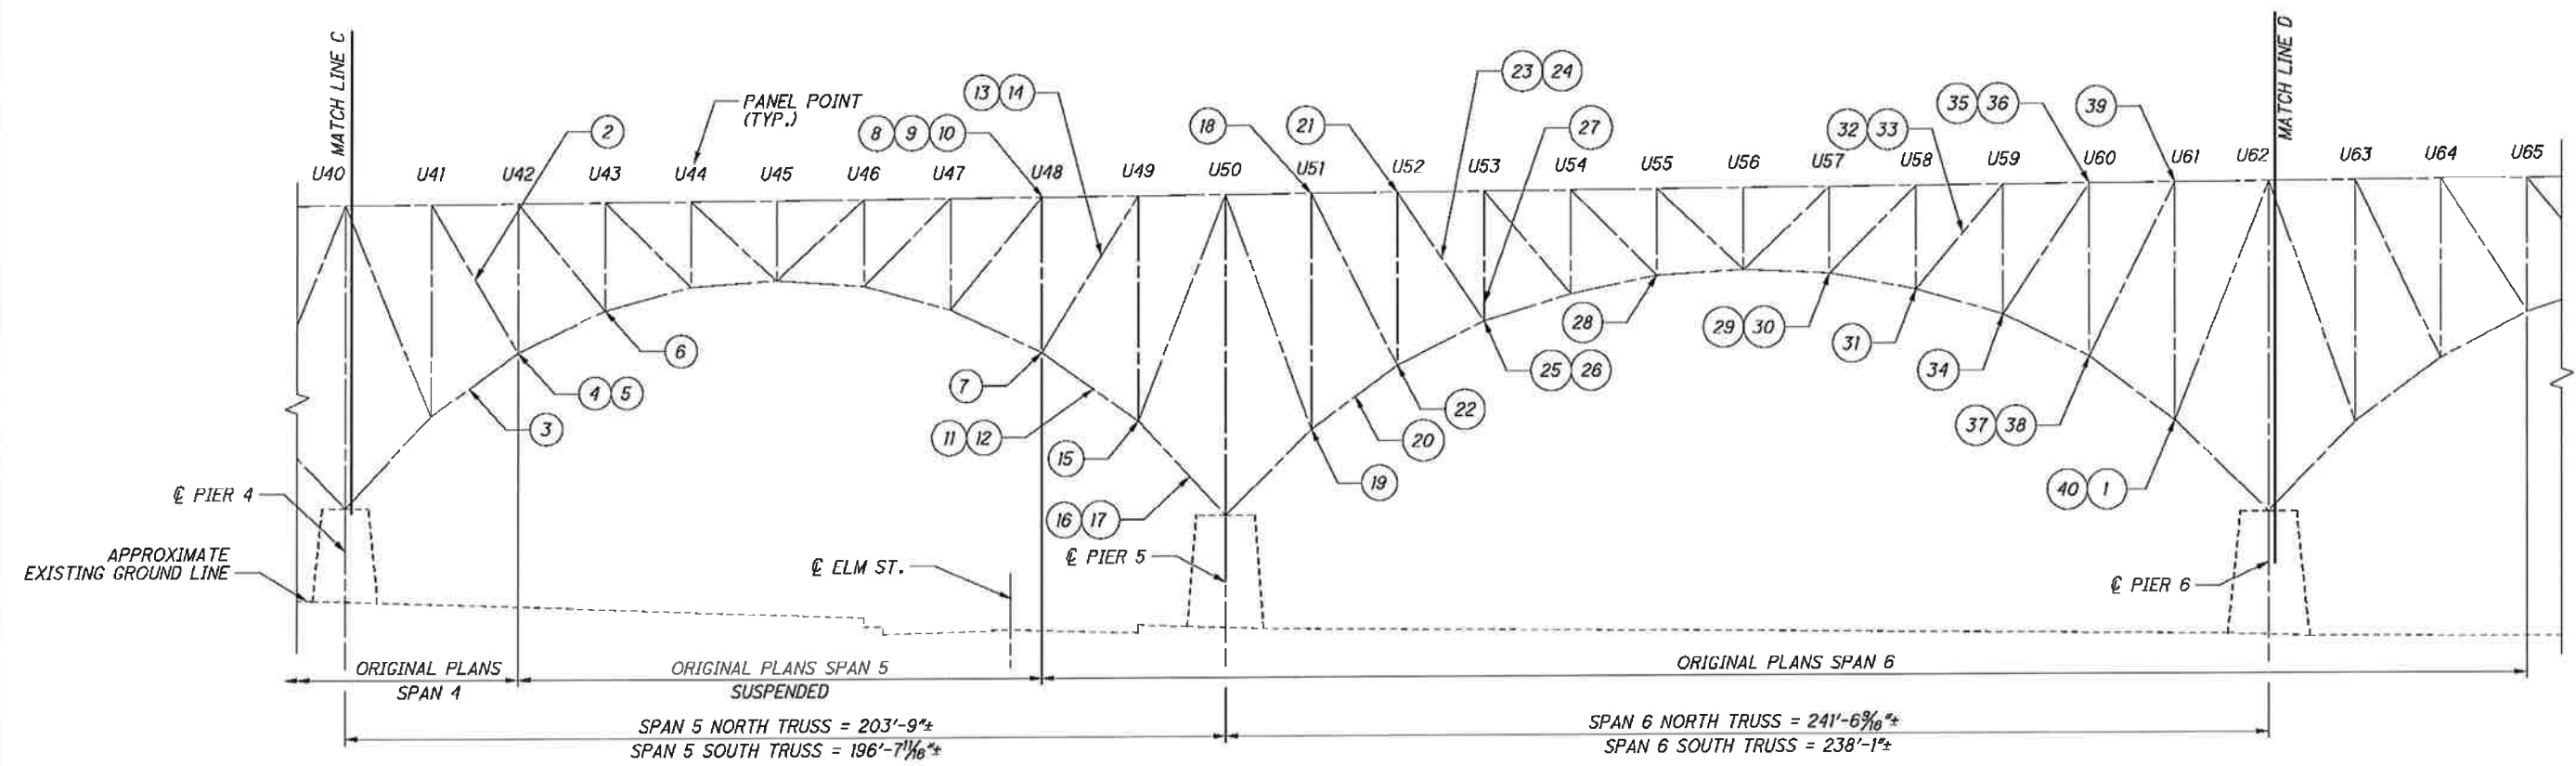 MATCH LINE C
MATCH LINE D
23 24
13 14
35 36
39
PANEL POINT
(TYP.)
2
8 9 10
18
21
27
32 33
U40
U41
U42
U43
U44
U45
U46
U47
U48
U49
U50
U51
U52
U53
U54
U55
U56
U57
U58
U59
U60
U61
U62
U63
U64
U65
28
29 30
31
6
7
25 26
34
4 5
22
3
11 12
20
37 38
15
19
40 1
16 17
℄ PIER 4
APPROXIMATE
EXISTING GROUND LINE
℄ ELM ST.
℄ PIER 5
℄ PIER 6
ORIGINAL PLANS
SPAN 4
ORIGINAL PLANS SPAN 5
SUSPENDED
ORIGINAL PLANS SPAN 6
SPAN 5 NORTH TRUSS = 203'-9"±
SPAN 5 SOUTH TRUSS = 196'-7 11/16"±
SPAN 6 NORTH TRUSS = 241'-6 9/16"±
SPAN 6 SOUTH TRUSS = 238'-1"±